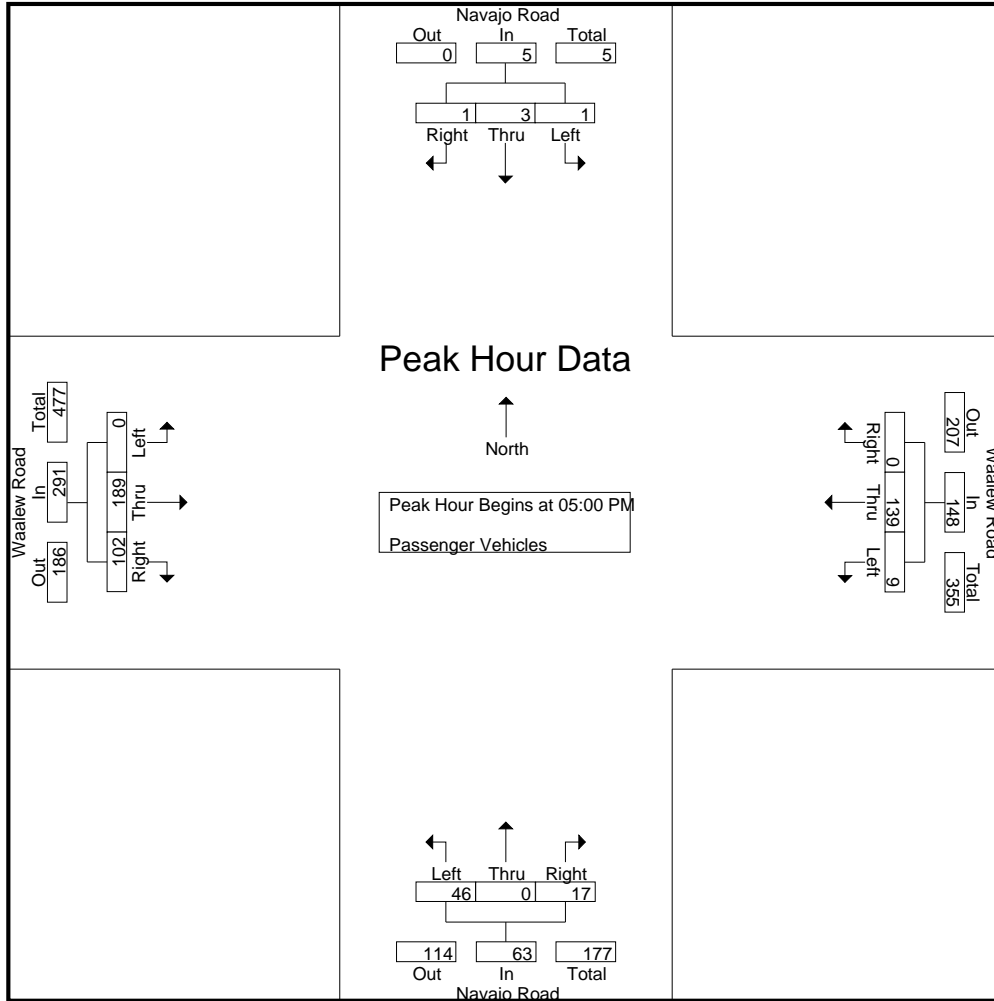 Navajo Road
Out In Total
0 5 5
1 3 1
Right Thru Left
Peak Hour Data
North
Peak Hour Begins at 05:00 PM
Passenger Vehicles
Waalew Road
Total In Out
477 291 186
0 189 102
Left Thru Right
Waalew Road
Out In Total
207 148 355
0 139 9
Right Thru Left
Left Thru Right
46 0 17
114 63 177
Out In Total
Navajo Road